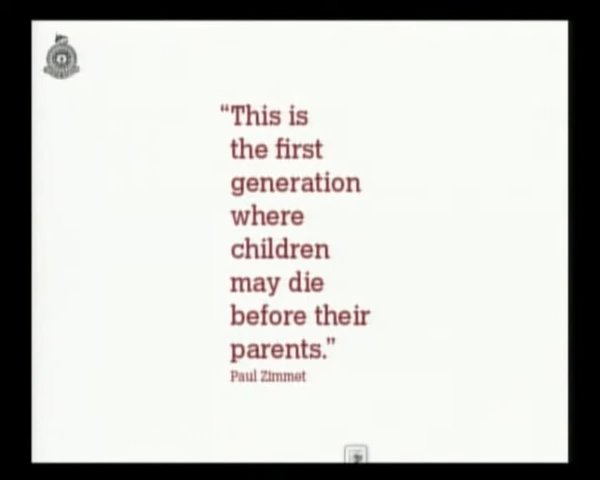 “This is
the first
generation
where
children
may die
before their
parents.”
Paul Zimmet